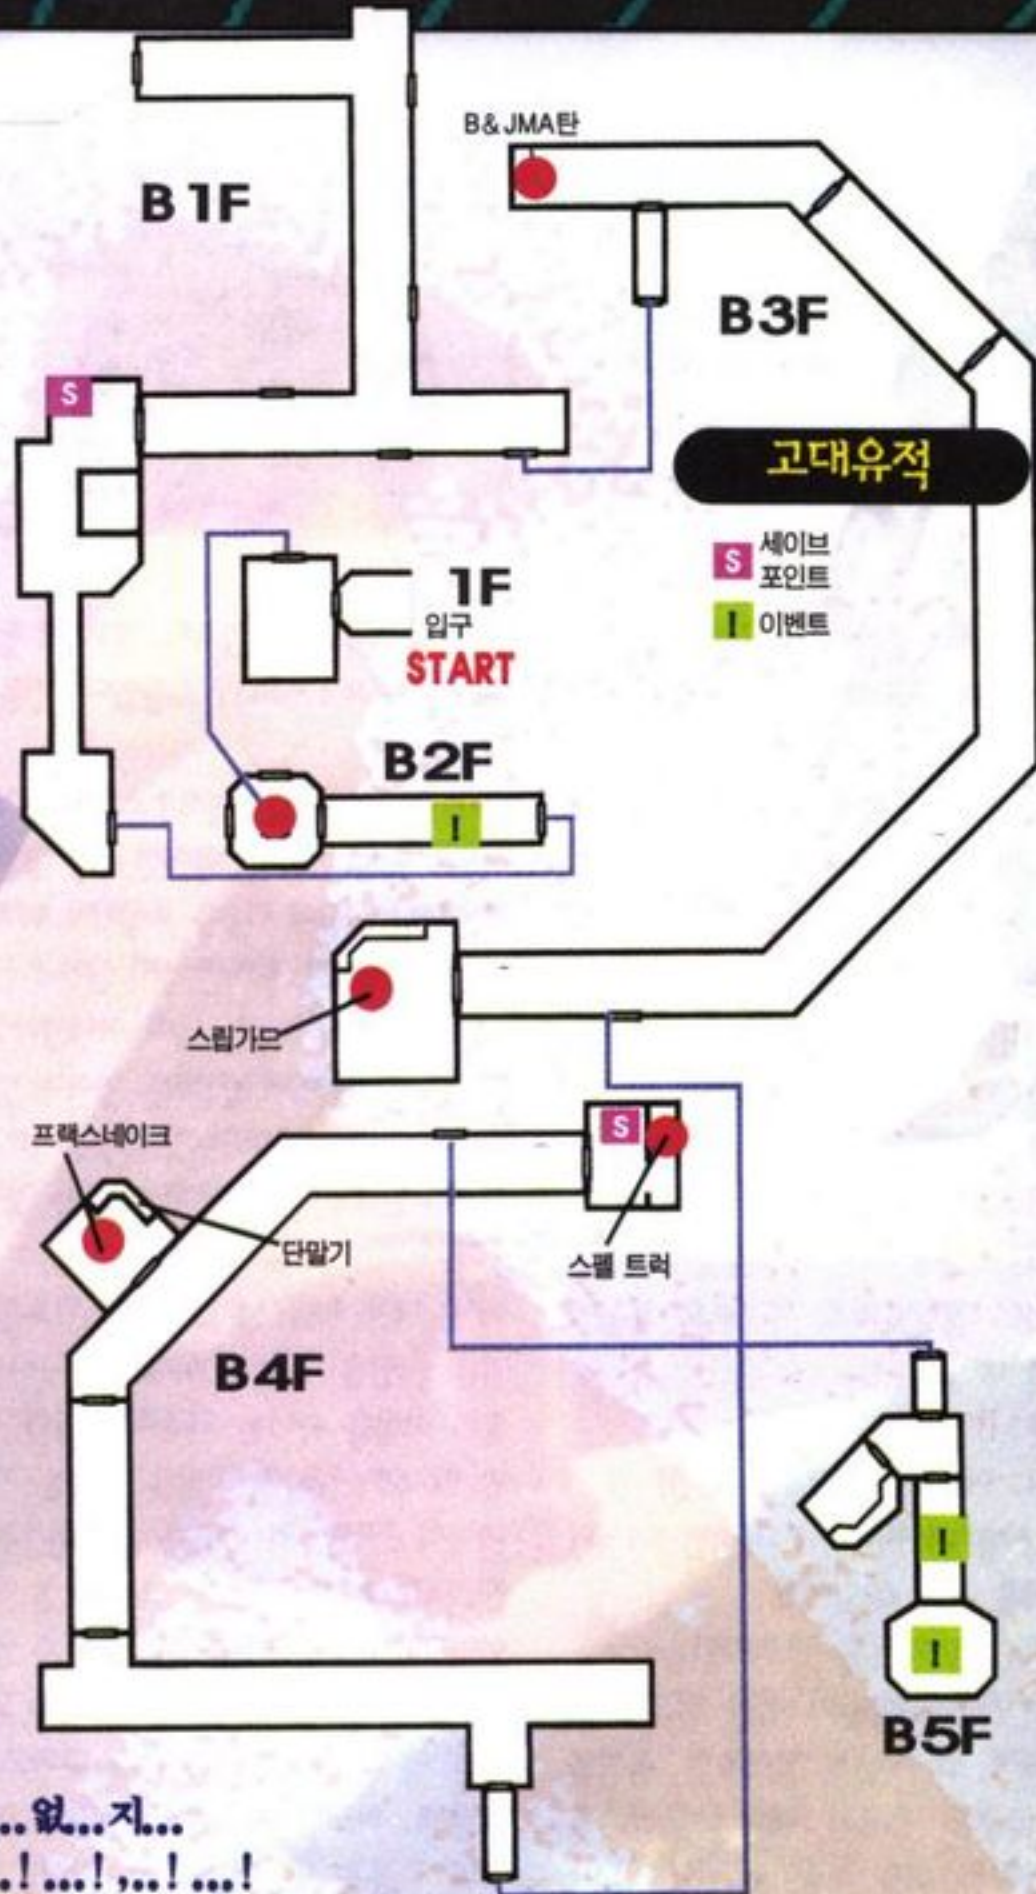 B&JMA탄
B1F
B3F
S
고대유적
S 세이브
포인트
! 이벤트
1F
입구
START
B2F
!
스립가드
S
프랙스네이크
단말기
스펠 트럭
B4F
!
!
B5F
...없...지...
.!...!,..!...!